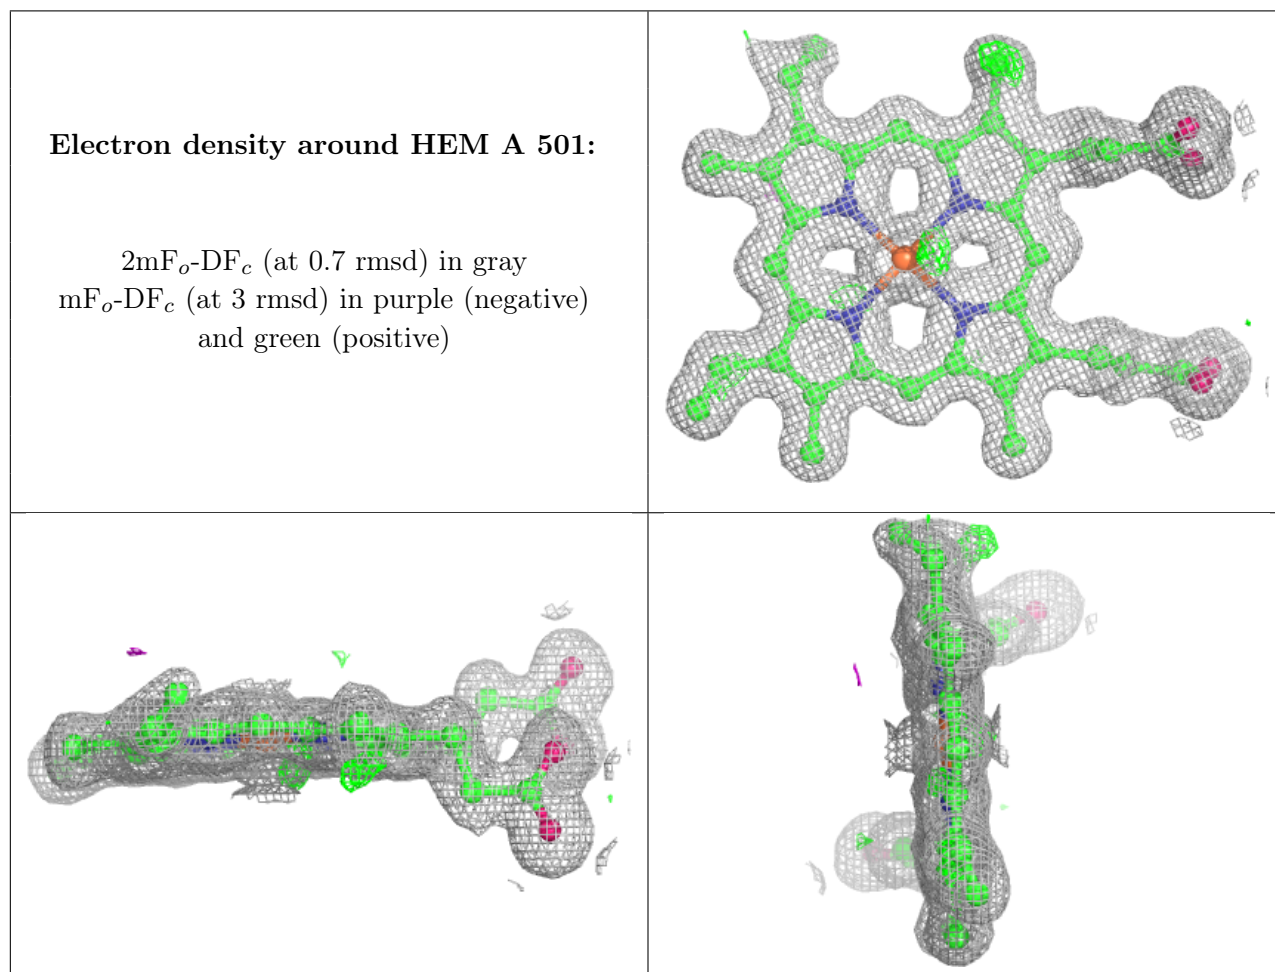 Electron density around HEM A 501:
2mFo-DFc (at 0.7 rmsd) in gray
mFo-DFc (at 3 rmsd) in purple (negative)
and green (positive)